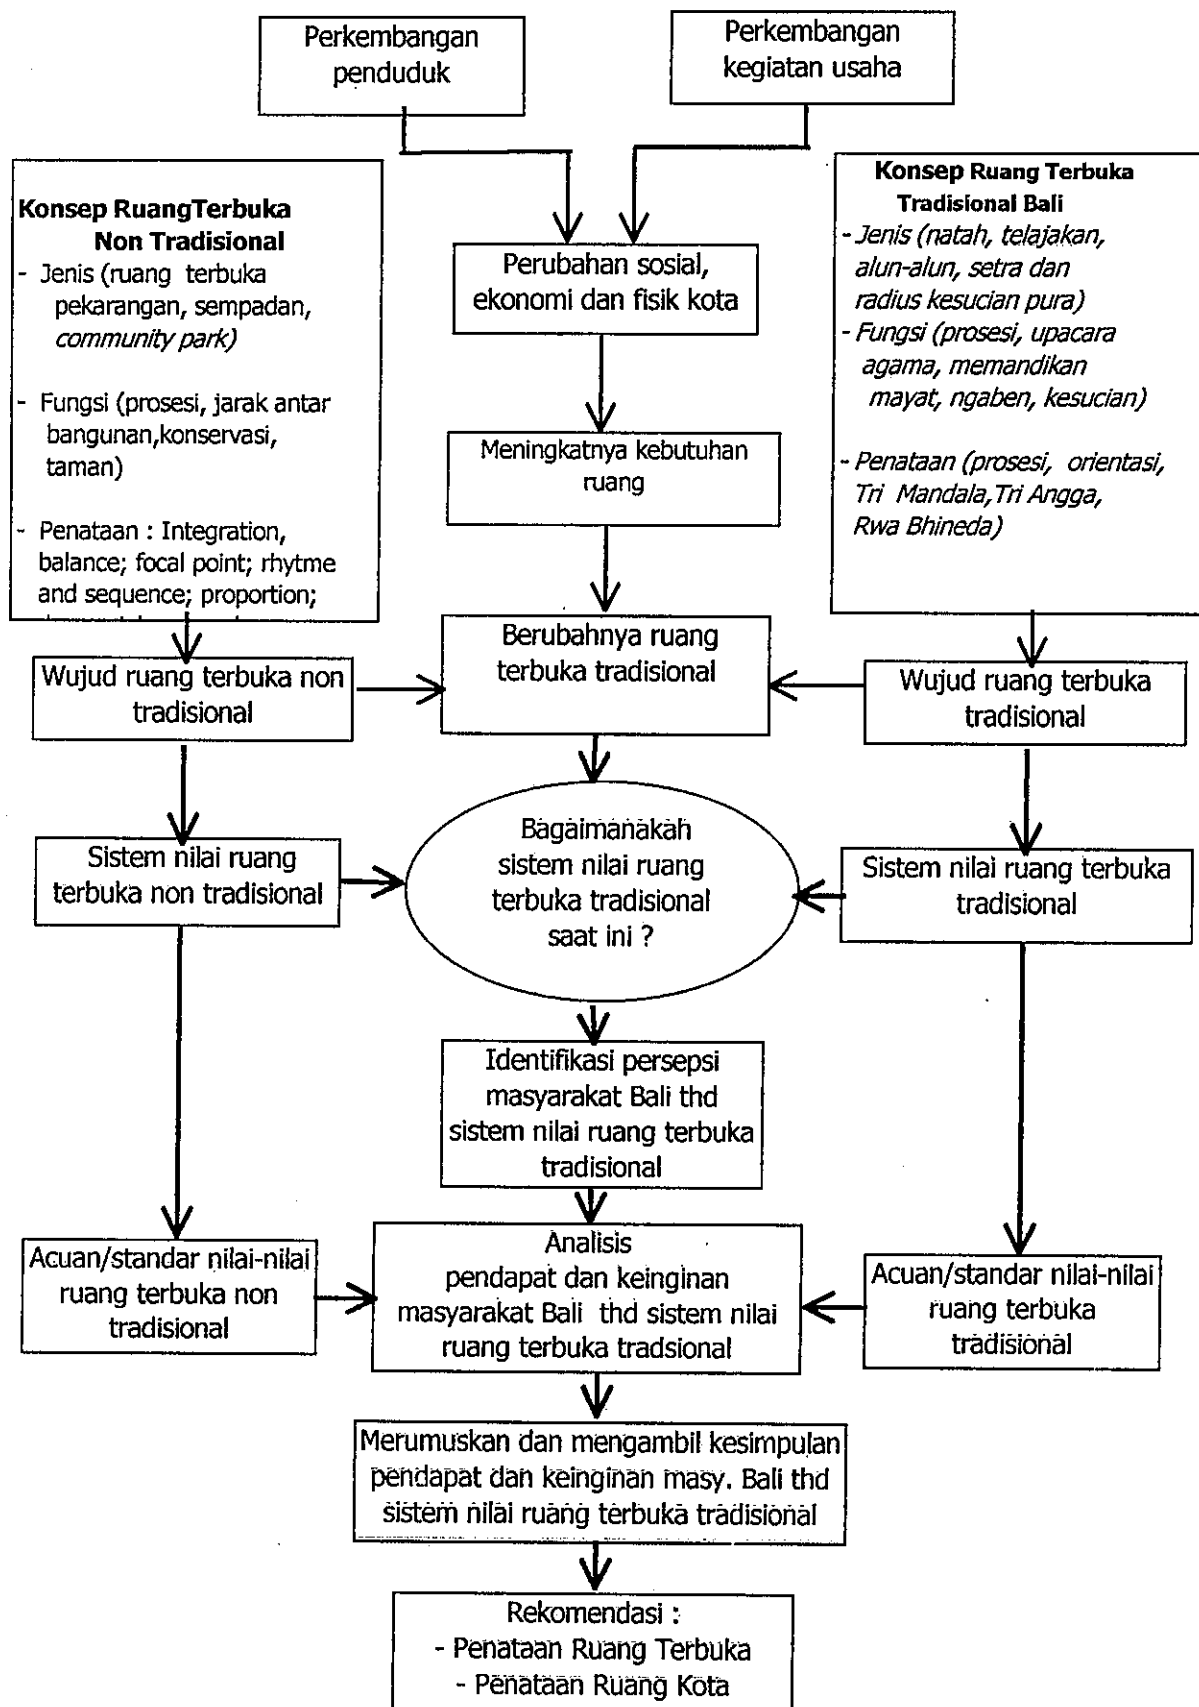 Perkembangan
penduduk
Perkembangan
kegiatan usaha
Konsep RuangTerbuka
Non Tradisional
- Jenis (ruang terbuka
pekarangan, sempadan,
community park)
- Fungsi (prosesi, jarak antar
bangunan,konservasi,
taman)
- Penataan : Integration,
balance; focal point; rhytme
and sequence; proportion;
Perubahan sosial,
ekonomi dan fisik kota
Konsep Ruang Terbuka
Tradisional Bali
- Jenis (natah, telajakan,
alun-alun, setra dan
radius kesucian pura)
- Fungsi (prosesi, upacara
agama, memandikan
mayat, ngaben, kesucian)
- Penataan (prosesi, orientasi,
Tri Mandala,Tri Angga,
Rwa Bhineda)
Meningkatnya kebutuhan
ruang
Wujud ruang terbuka non
tradisional
Berubahnya ruang
terbuka tradisional
Wujud ruang terbuka
tradisional
Sistem nilai ruang
terbuka non tradisional
Bagaimanakah
sistem nilai ruang
terbuka tradisional
saat ini ?
Sistem nilai ruang terbuka
tradisional
Identifikasi persepsi
masyarakat Bali thd
sistem nilai ruang terbuka
tradisional
Acuan/standar nilai-nilai
ruang terbuka non
tradisional
Analisis
pendapat dan keinginan
masyarakat Bali thd sistem nilai
ruang terbuka tradsional
Acuan/standar nilai-nilai
ruang terbuka
tradisional
Merumuskan dan mengambil kesimpulan
pendapat dan keinginan masy. Bali thd
sistem nilai ruang terbuka tradisional
Rekomendasi :
- Penataan Ruang Terbuka
- Penataan Ruang Kota